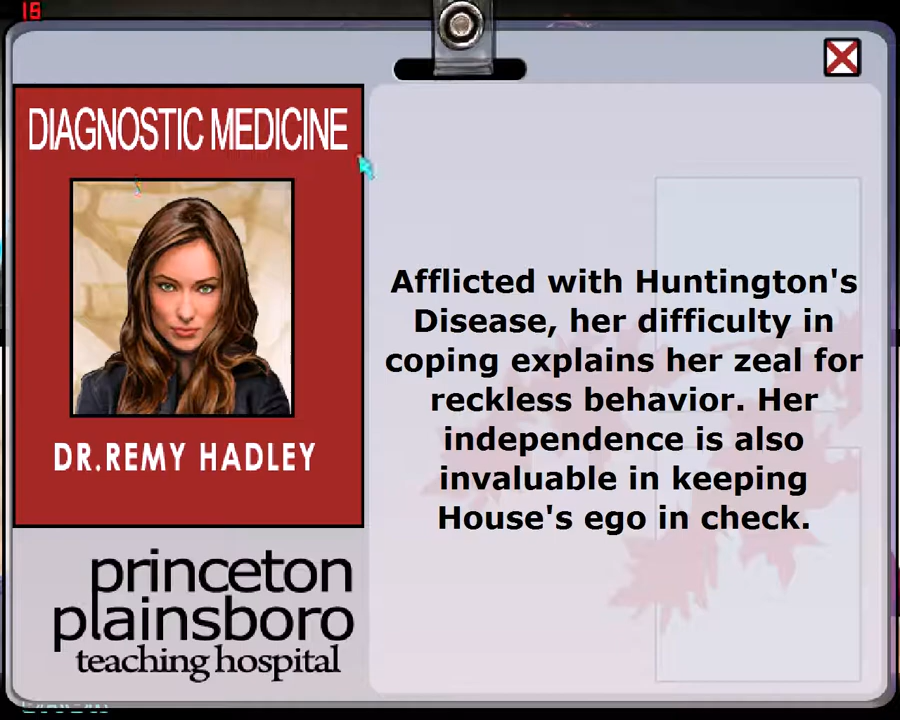 15
DIAGNOSTIC MEDICINE
DR.REMY HADLEY
princeton
plainsboro
teaching hospital
Afflicted with Huntington's
Disease, her difficulty in
coping explains her zeal for
reckless behavior. Her
independence is also
invaluable in keeping
House's ego in check.